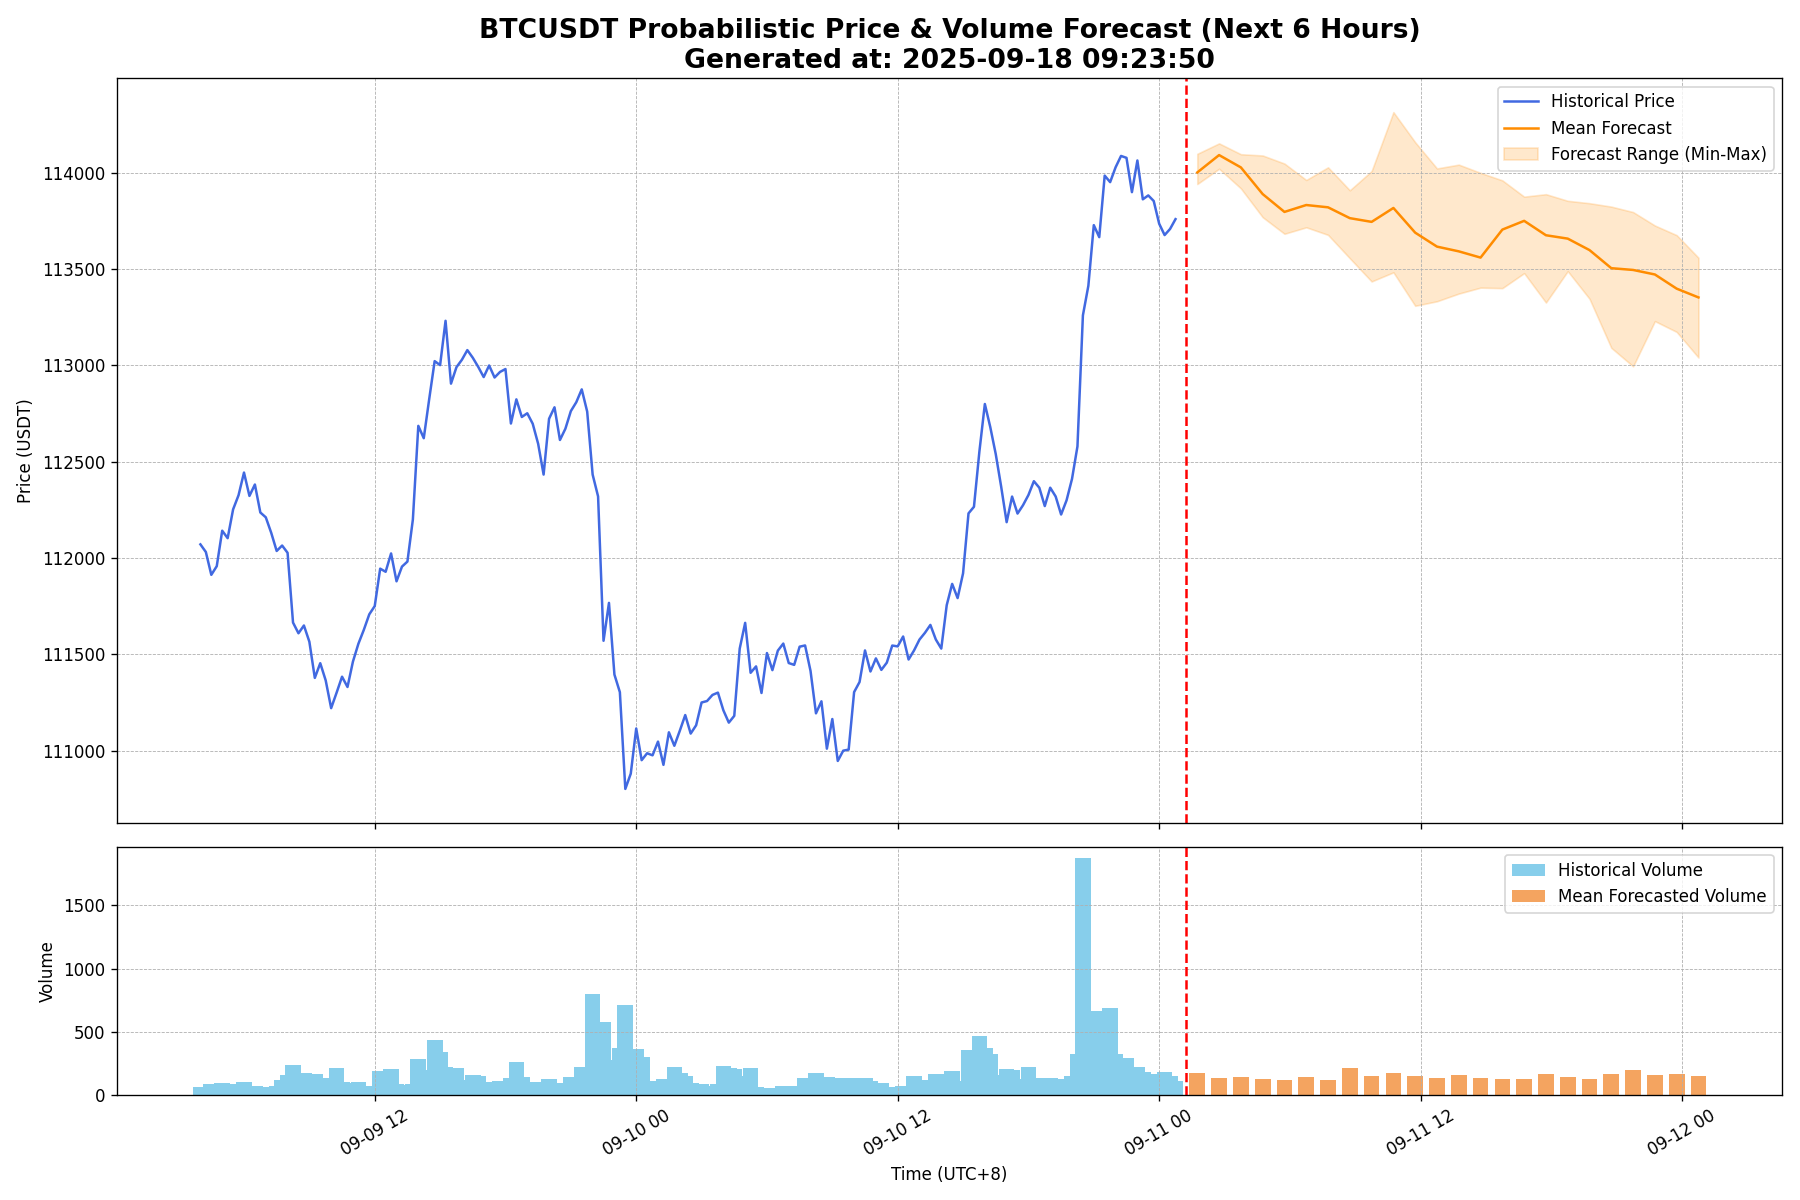 BTCUSDT Probabilistic Price & Volume Forecast (Next 6 Hours)
Generated at: 2025-09-18 09:23:50
Historical Price
Mean Forecast
Forecast Range (Min-Max)
114000
113500
113000
112500
112000
111500
111000
Price (USDT)
Historical Volume
Mean Forecasted Volume
1500
1000
500
0
Volume
09-09 12
09-10 00
09-10 12
09-11 00
09-11 12
09-12 00
Time (UTC+8)